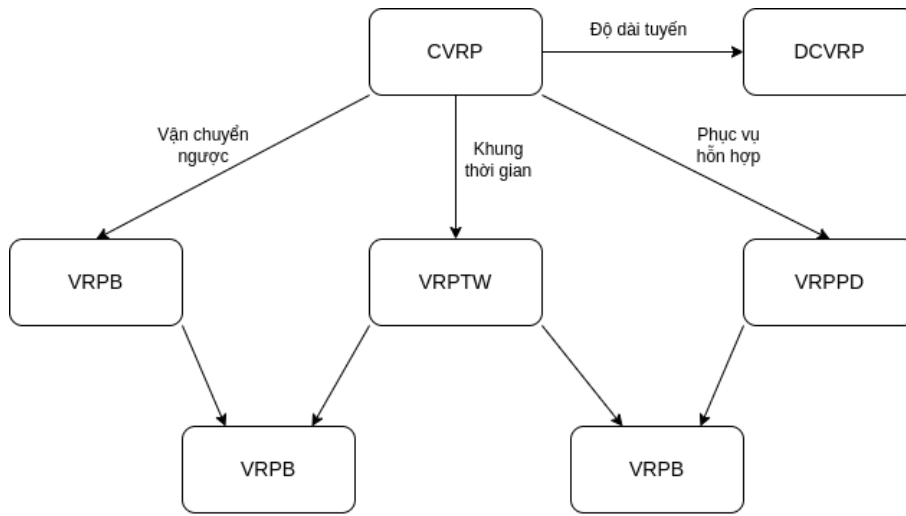 CVRP
Độ dài tuyến
DCVRP
Vận chuyển
ngược
Khung
thời gian
Phục vụ
hỗn hợp
VRPB
VRPTW
VRPPD
VRPB
VRPB